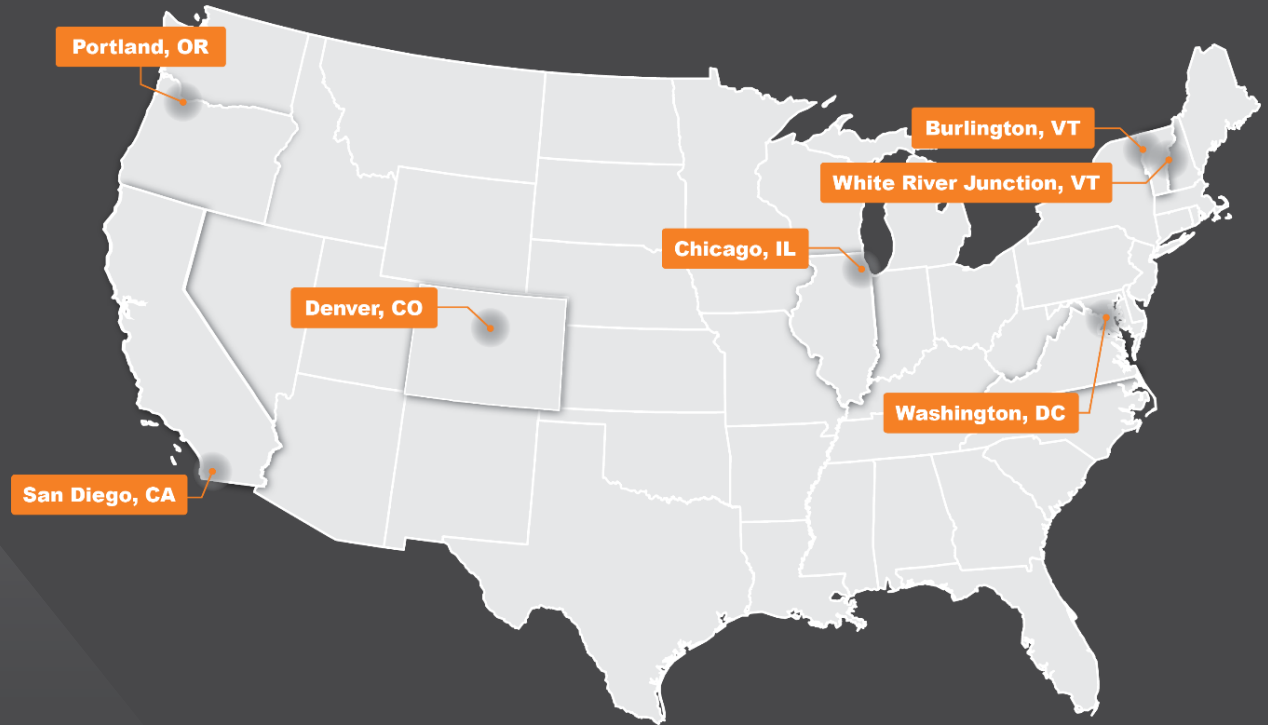 Portland, OR
Burlington, VT
White River Junction, VT
Chicago, IL
Denver, CO
Washington, DC
San Diego, CA